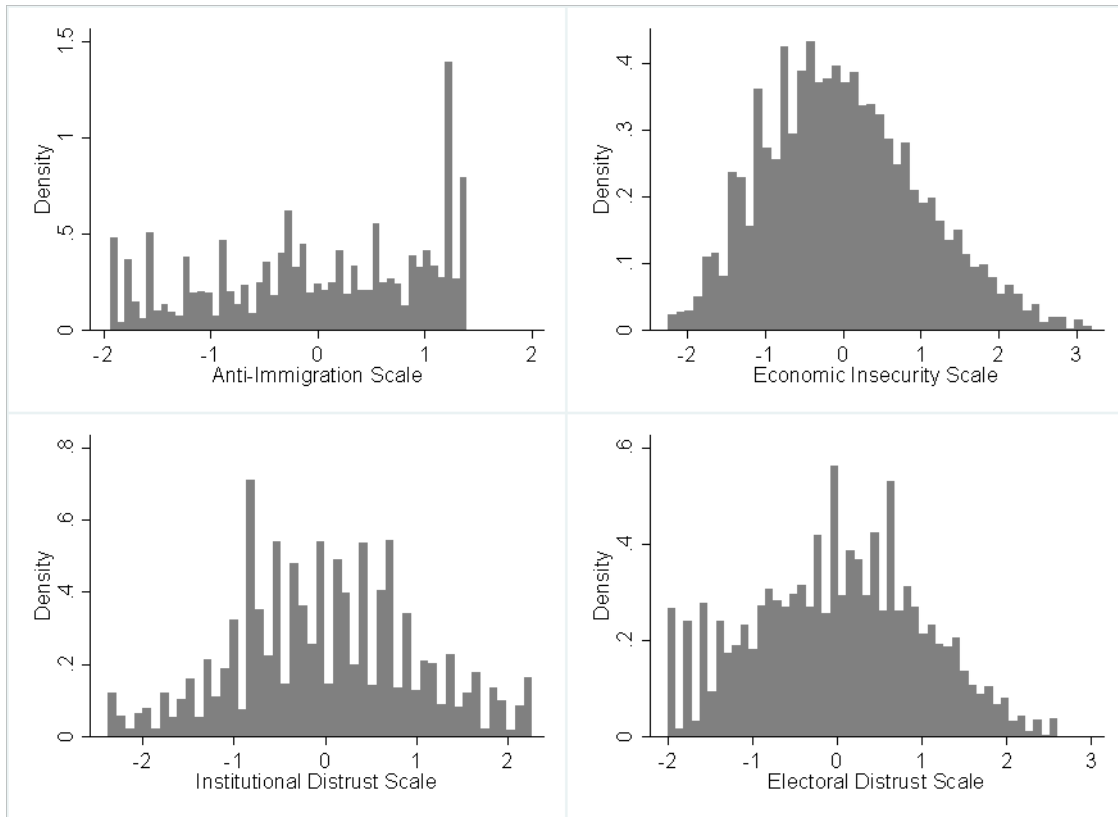 Density
0 .5 1 1.5
-2 -1 0 1 2
Anti-Immigration Scale
Density
0 .1 .2 .3 .4
-2 -1 0 1 2 3
Economic Insecurity Scale
Density
0 .2 .4 .6 .8
-2 -1 0 1 2
Institutional Distrust Scale
Density
0 .2 .4 .6
-2 -1 0 1 2 3
Electoral Distrust Scale